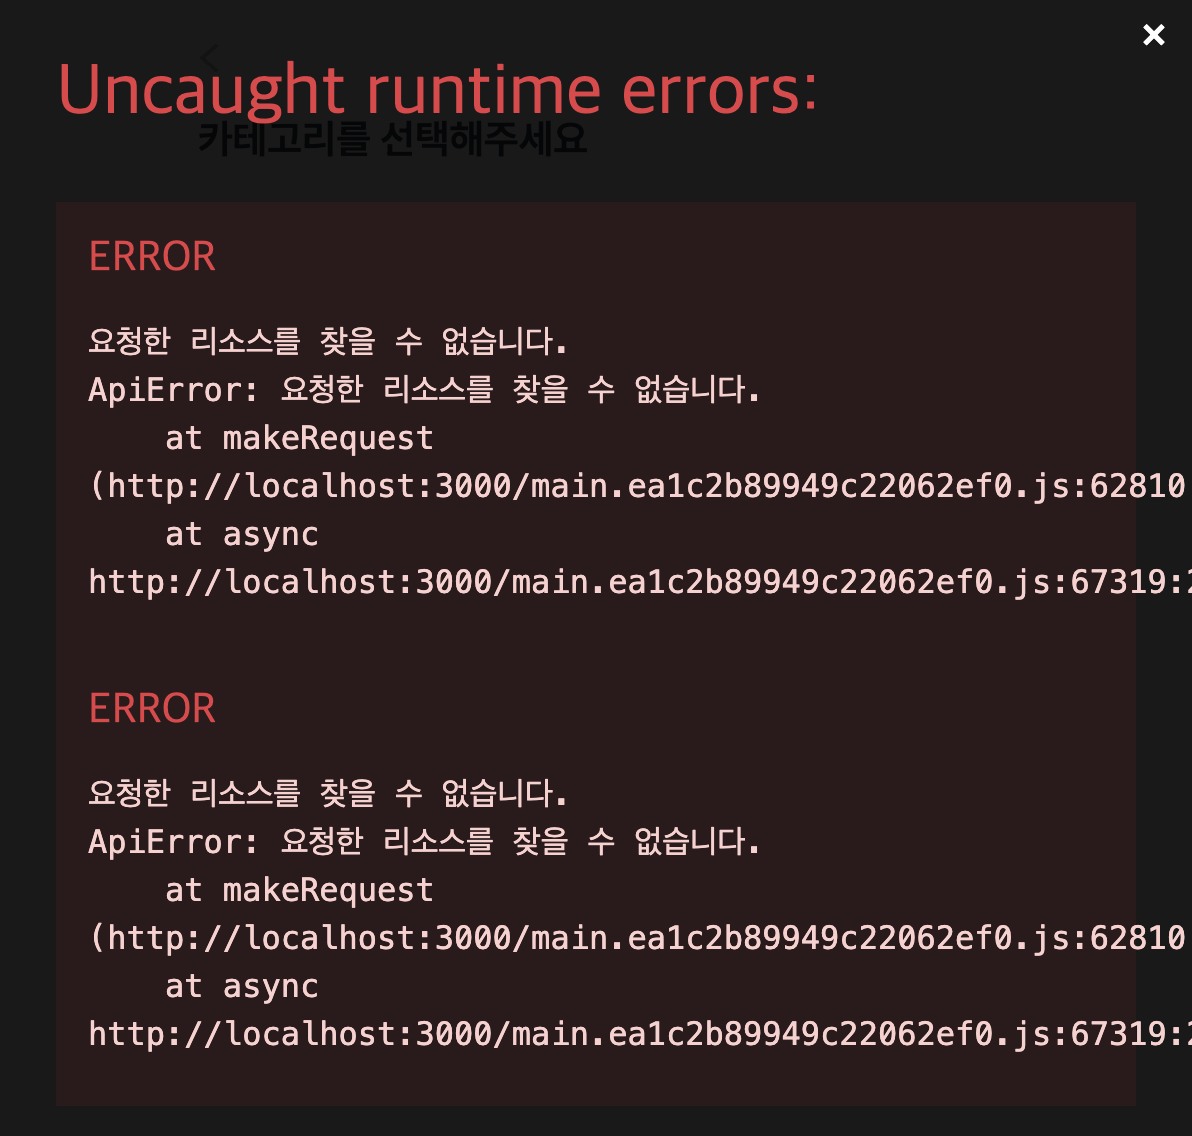 Uncaught runtime errors:
카테고리를 선택해주세요
ERROR
요청한 리소스를 찾을 수 없습니다.
ApiError: 요청한 리소스를 찾을 수 없습니다.
at makeRequest
(http://localhost:3000/main.ea1c2b89949c22062ef0.js:62810
at async
http://localhost:3000/main.ea1c2b89949c22062ef0.js:67319:2
ERROR
요청한 리소스를 찾을 수 없습니다.
ApiError: 요청한 리소스를 찾을 수 없습니다.
at makeRequest
(http://localhost:3000/main.ea1c2b89949c22062ef0.js:62810
at async
http://localhost:3000/main.ea1c2b89949c22062ef0.js:67319:2